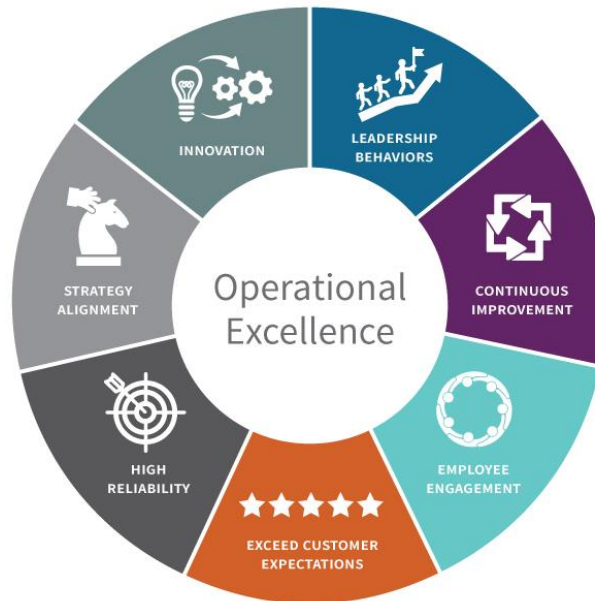 Operational
Excellence
LEADERSHIP
BEHAVIORS
CONTINUOUS
IMPROVEMENT
EMPLOYEE
ENGAGEMENT
EXCEED CUSTOMER
EXPECTATIONS
HIGH
RELIABILITY
STRATEGY
ALIGNMENT
INNOVATION